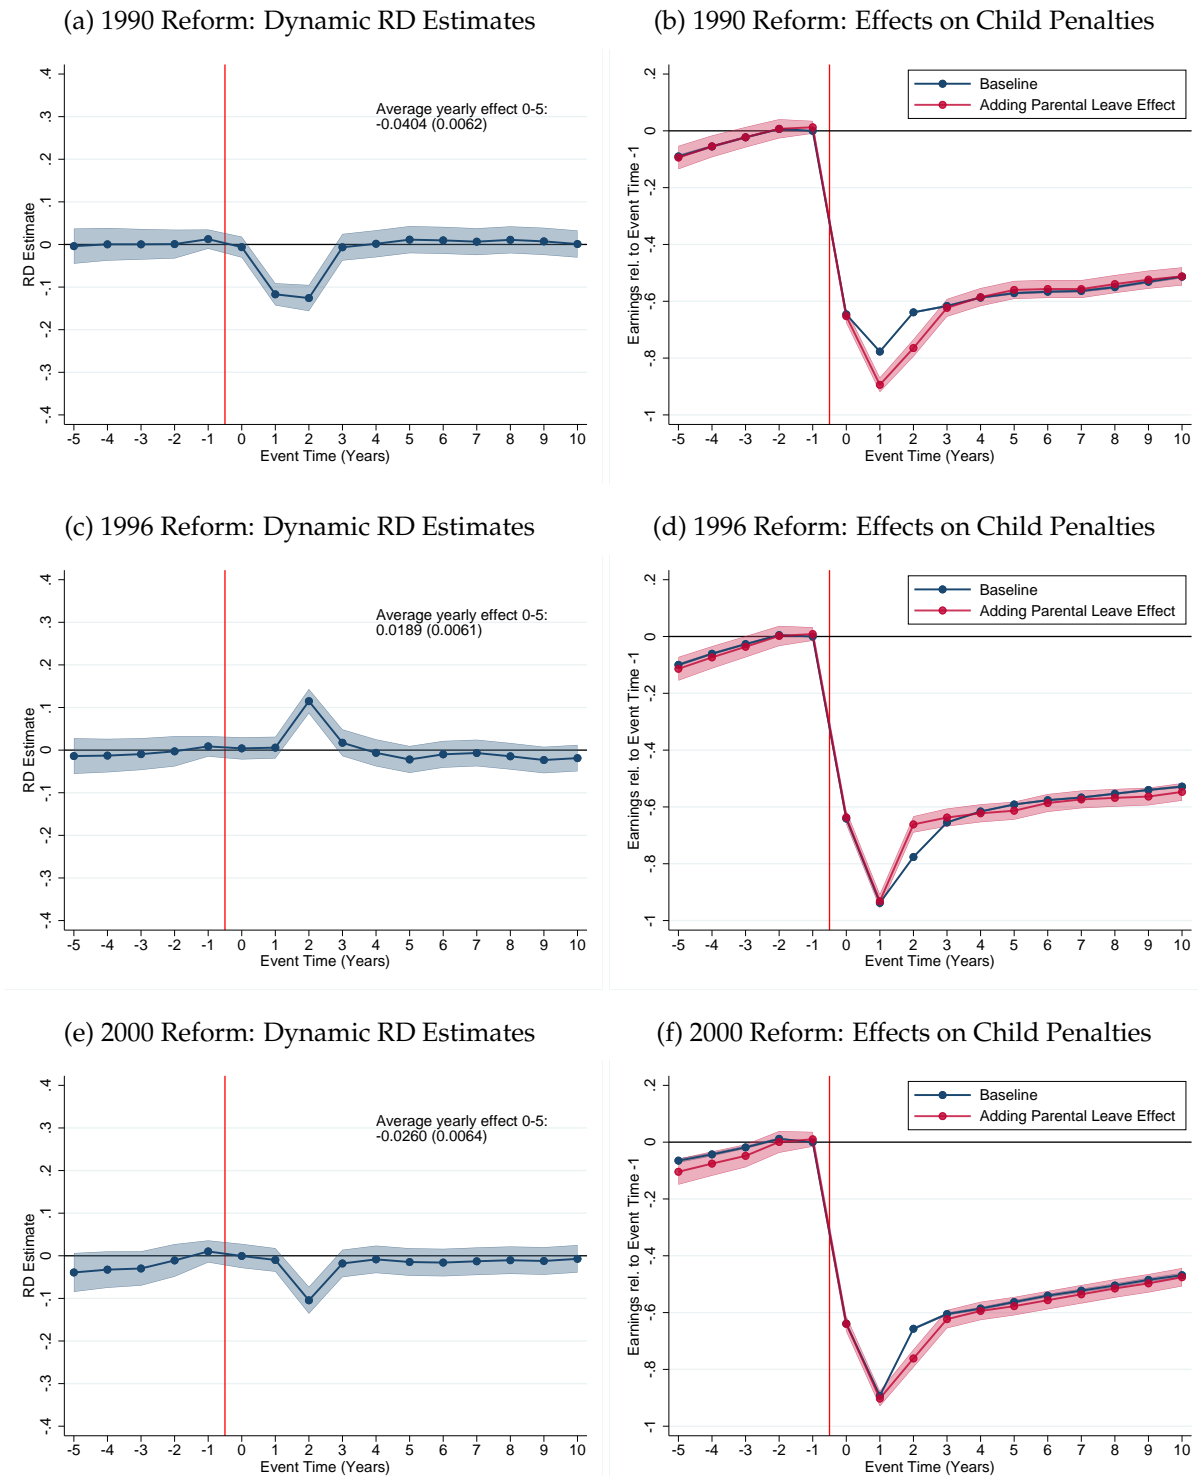 (a) 1990 Reform: Dynamic RD Estimates
.4
.3
.2
.1
0
-.1
-.2
-.3
-.4
RD Estimate
Average yearly effect 0-5:
-0.0404 (0.0062)
-5 -4 -3 -2 -1 0 1 2 3 4 5 6 7 8 9 10
Event Time (Years)
(b) 1990 Reform: Effects on Child Penalties
.2
0
-.2
-.4
-.6
-.8
-1
Earnings rel. to Event Time -1
Baseline
Adding Parental Leave Effect
-5 -4 -3 -2 -1 0 1 2 3 4 5 6 7 8 9 10
Event Time (Years)
(c) 1996 Reform: Dynamic RD Estimates
.4
.3
.2
.1
0
-.1
-.2
-.3
-.4
RD Estimate
Average yearly effect 0-5:
0.0189 (0.0061)
-5 -4 -3 -2 -1 0 1 2 3 4 5 6 7 8 9 10
Event Time (Years)
(d) 1996 Reform: Effects on Child Penalties
.2
0
-.2
-.4
-.6
-.8
-1
Earnings rel. to Event Time -1
Baseline
Adding Parental Leave Effect
-5 -4 -3 -2 -1 0 1 2 3 4 5 6 7 8 9 10
Event Time (Years)
(e) 2000 Reform: Dynamic RD Estimates
.4
.3
.2
.1
0
-.1
-.2
-.3
-.4
RD Estimate
Average yearly effect 0-5:
-0.0260 (0.0064)
-5 -4 -3 -2 -1 0 1 2 3 4 5 6 7 8 9 10
Event Time (Years)
(f) 2000 Reform: Effects on Child Penalties
.2
0
-.2
-.4
-.6
-.8
-1
Earnings rel. to Event Time -1
Baseline
Adding Parental Leave Effect
-5 -4 -3 -2 -1 0 1 2 3 4 5 6 7 8 9 10
Event Time (Years)